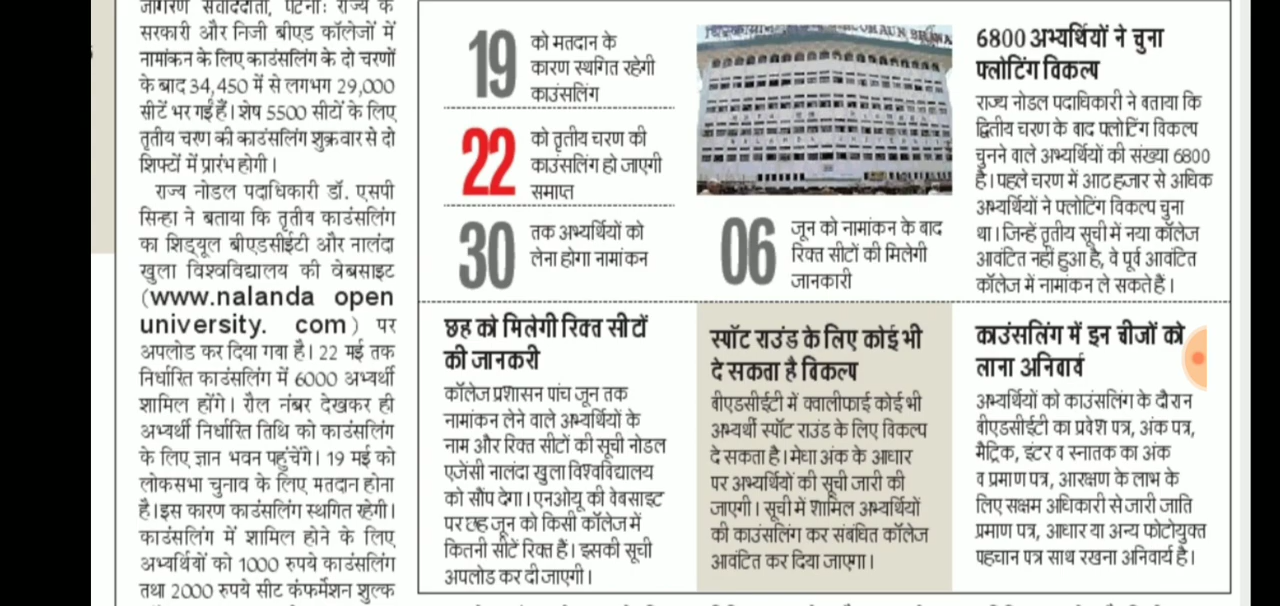 जागरण संवाददाता, पटना: राज्य के
सरकारी और निजी बीएड कॉलेजों में
नामांकन के लिए काउंसलिंग के दो चरणों
के बाद 34,450 में से लगभग 29,000
सीटें भर गई हैं। शेष 5500 सीटों के लिए
तृतीय चरण की काउंसलिंग शुक्रवार से दो
शिफ्टों में प्रारंभ होगी।
राज्य नोडल पदाधिकारी डॉ. एसपी
सिन्हा ने बताया कि तृतीय काउंसलिंग
का शिड्यूल बीएडसीईटी और नालंदा
खुला विश्वविद्यालय की वेबसाइट
(www.nalanda open
university. com) पर
अपलोड कर दिया गया है। 22 मई तक
निर्धारित काउंसलिंग में 6000 अभ्यर्थी
शामिल होंगे। रौल नंबर देखकर ही
अभ्यर्थी निर्धारित तिथि को काउंसलिंग
के लिए ज्ञान भवन पहुंचेंगे। 19 मई को
लोकसभा चुनाव के लिए मतदान होना
है। इस कारण काउंसलिंग स्थगित रहेगी।
काउंसलिंग में शामिल होने के लिए
अभ्यर्थियों को 1000 रुपये काउंसलिंग
तथा 2000 रुपये सीट कंफर्मेशन शुल्क
19 को मतदान के
कारण स्थगित रहेगी
काउंसलिंग
22 को तृतीय चरण की
काउंसलिंग हो जाएगी
समाप्त
30 तक अभ्यर्थियों को
लेना होगा नामांकन
06 जून को नामांकन के बाद
रिक्त सीटों की मिलेगी
जानकारी
6800 अभ्यर्थियों ने चुना
फ्लोटिंग विकल्प
राज्य नोडल पदाधिकारी ने बताया कि
द्वितीय चरण के बाद फ्लोटिंग विकल्प
चुनने वाले अभ्यर्थियों की संख्या 6800
है। पहले चरण में आठ हजार से अधिक
अभ्यर्थियों ने फ्लोटिंग विकल्प चुना
था। जिन्हें तृतीय सूची में नया कॉलेज
आवंटित नहीं हुआ है, वे पूर्व आवंटित
कॉलेज में नामांकन ले सकते हैं।
छह को मिलेगी रिक्त सीटों
की जानकरी
कॉलेज प्रशासन पांच जून तक
नामांकन लेने वाले अभ्यर्थियों के
नाम और रिक्त सीटों की सूची नोडल
एजेंसी नालंदा खुला विश्वविद्यालय
को सौंप देगा। एनओयू की वेबसाइट
पर छह जून को किसी कॉलेज में
कितनी सीटें रिक्त हैं। इसकी सूची
अपलोड कर दी जाएगी।
स्पॉट राउंड के लिए कोई भी
दे सकता है विकल्प
बीएडसीईटी में क्वालीफाई कोई भी
अभ्यर्थी स्पॉट राउंड के लिए विकल्प
दे सकता है। मेधा अंक के आधार
पर अभ्यर्थियों की सूची जारी की
जाएगी। सूची में शामिल अभ्यर्थियों
की काउंसलिंग कर संबंधित कॉलेज
आवंटित कर दिया जाएगा।
काउंसलिंग में इन चीजों को
लाना अनिवार्य
अभ्यर्थियों को काउंसलिंग के दौरान
बीएडसीईटी का प्रवेश पत्र, अंक पत्र,
मैट्रिक, इंटर व स्नातक का अंक
व प्रमाण पत्र, आरक्षण के लाभ के
लिए सक्षम अधिकारी से जारी जाति
प्रमाण पत्र, आधार या अन्य फोटोयुक्त
पहचान पत्र साथ रखना अनिवार्य है।